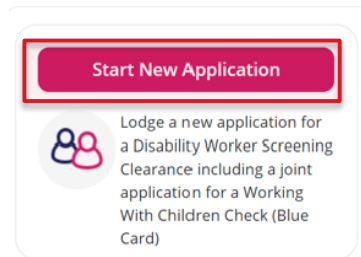 Start New Application
Lodge a new application for
a Disability Worker Screening
Clearance including a joint
application for a Working
With Children Check (Blue
Card)